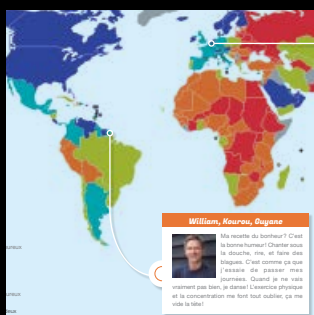 William, Kourou, Guyane
Ma recette du bonheur? C'est
la bonne humeur! Chanter sous
la douche, rire, et faire des
blagues. C'est comme ça que
j'essaie de passer mes
journées. Quand je ne vais
vraiment pas bien, je danse! L'exercice physique
et la concentration me font tout oublier, ça me
vide la tête!